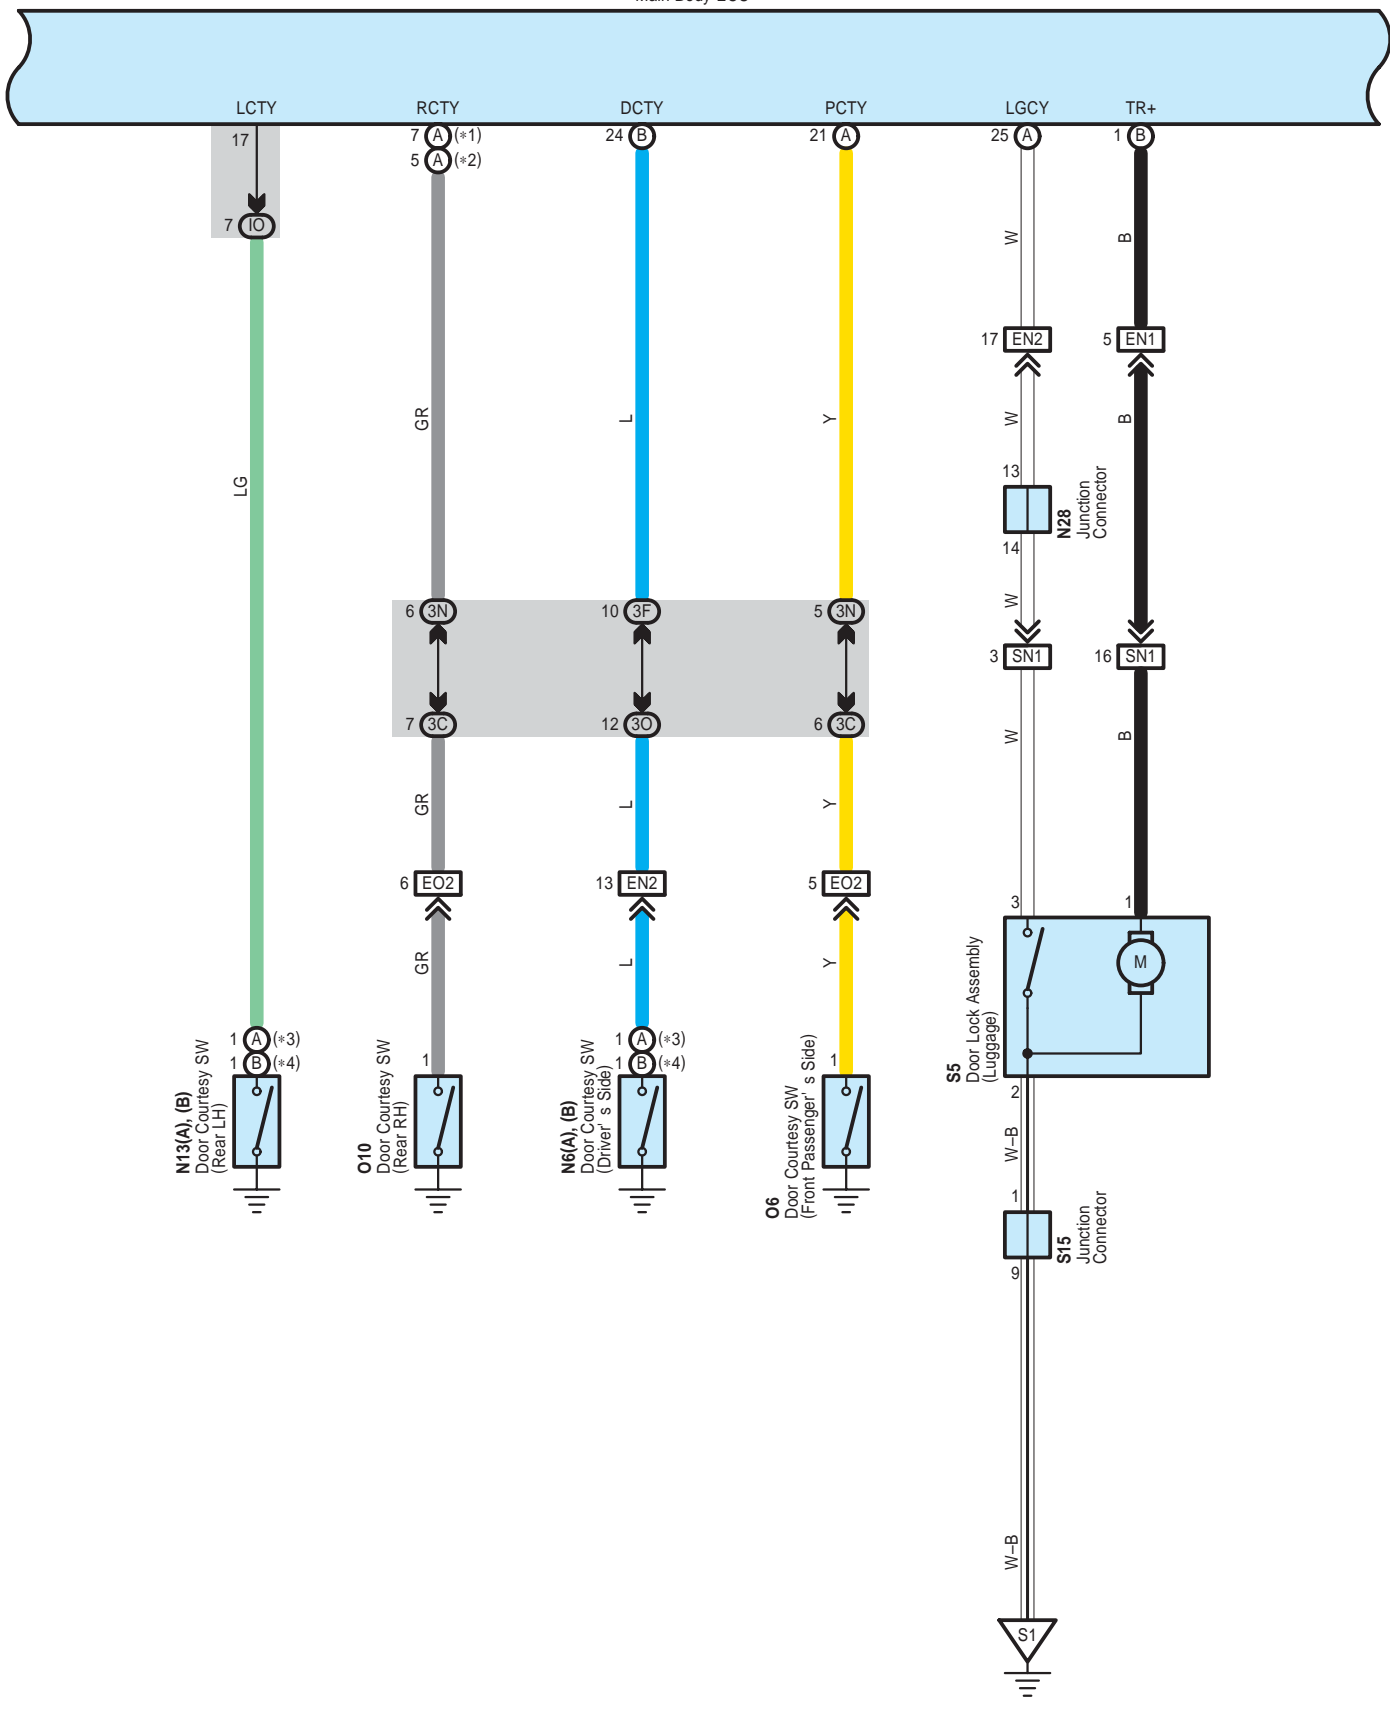 Main Body ECU
LCTY RCTY DCTY PCTY LGCY TR+
17 7 A (*1) 24 B 21 A 25 A 1 B
5 A (*2)
7 IO
W B
17 EN2 5 EN1
GR L Y W B
LG
13
N28
Junction
Connector
14
W
6 3N 10 3F 5 3N
3 SN1 16 SN1
7 3C 12 3O 6 3C
W B
GR L Y
6 EO2 13 EN2 5 EO2
3 1
GR L Y
M
S5
Door Lock Assembly
(Luggage)
1 A (*3) 1 A (*3)
1 B (*4) 1 1 B (*4) 1
2
N13(A), (B)
Door Courtesy SW
(Rear LH)
O10
Door Courtesy SW
(Rear RH)
N6(A), (B)
Door Courtesy SW
(Driver' s Side)
O6
Door Courtesy SW
(Front Passenger' s Side)
W–B
1
S15
Junction
Connector
9
W–B
S1